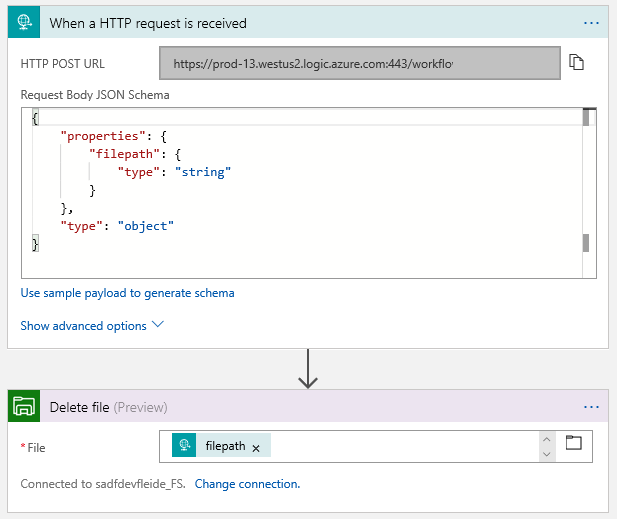 When a HTTP request is received
HTTP POST URL
https://prod-13.westus2.logic.azure.com:443/workflov
Request Body JSON Schema
{
"properties": {
"filepath": {
"type": "string"
}
},
"type": "object"
}
Use sample payload to generate schema
Show advanced options
Delete file (Preview)
*File
filepath ×
Connected to sadfdevfleide_FS. Change connection.